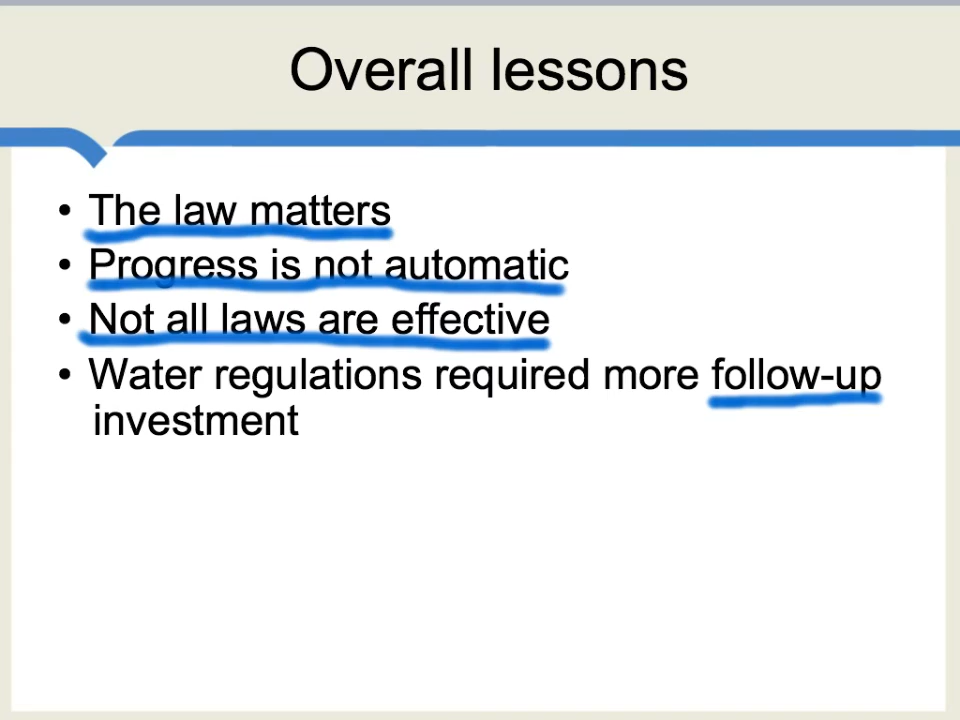 Overall lessons
• The law matters
• Progress is not automatic
• Not all laws are effective
• Water regulations required more follow-up
investment